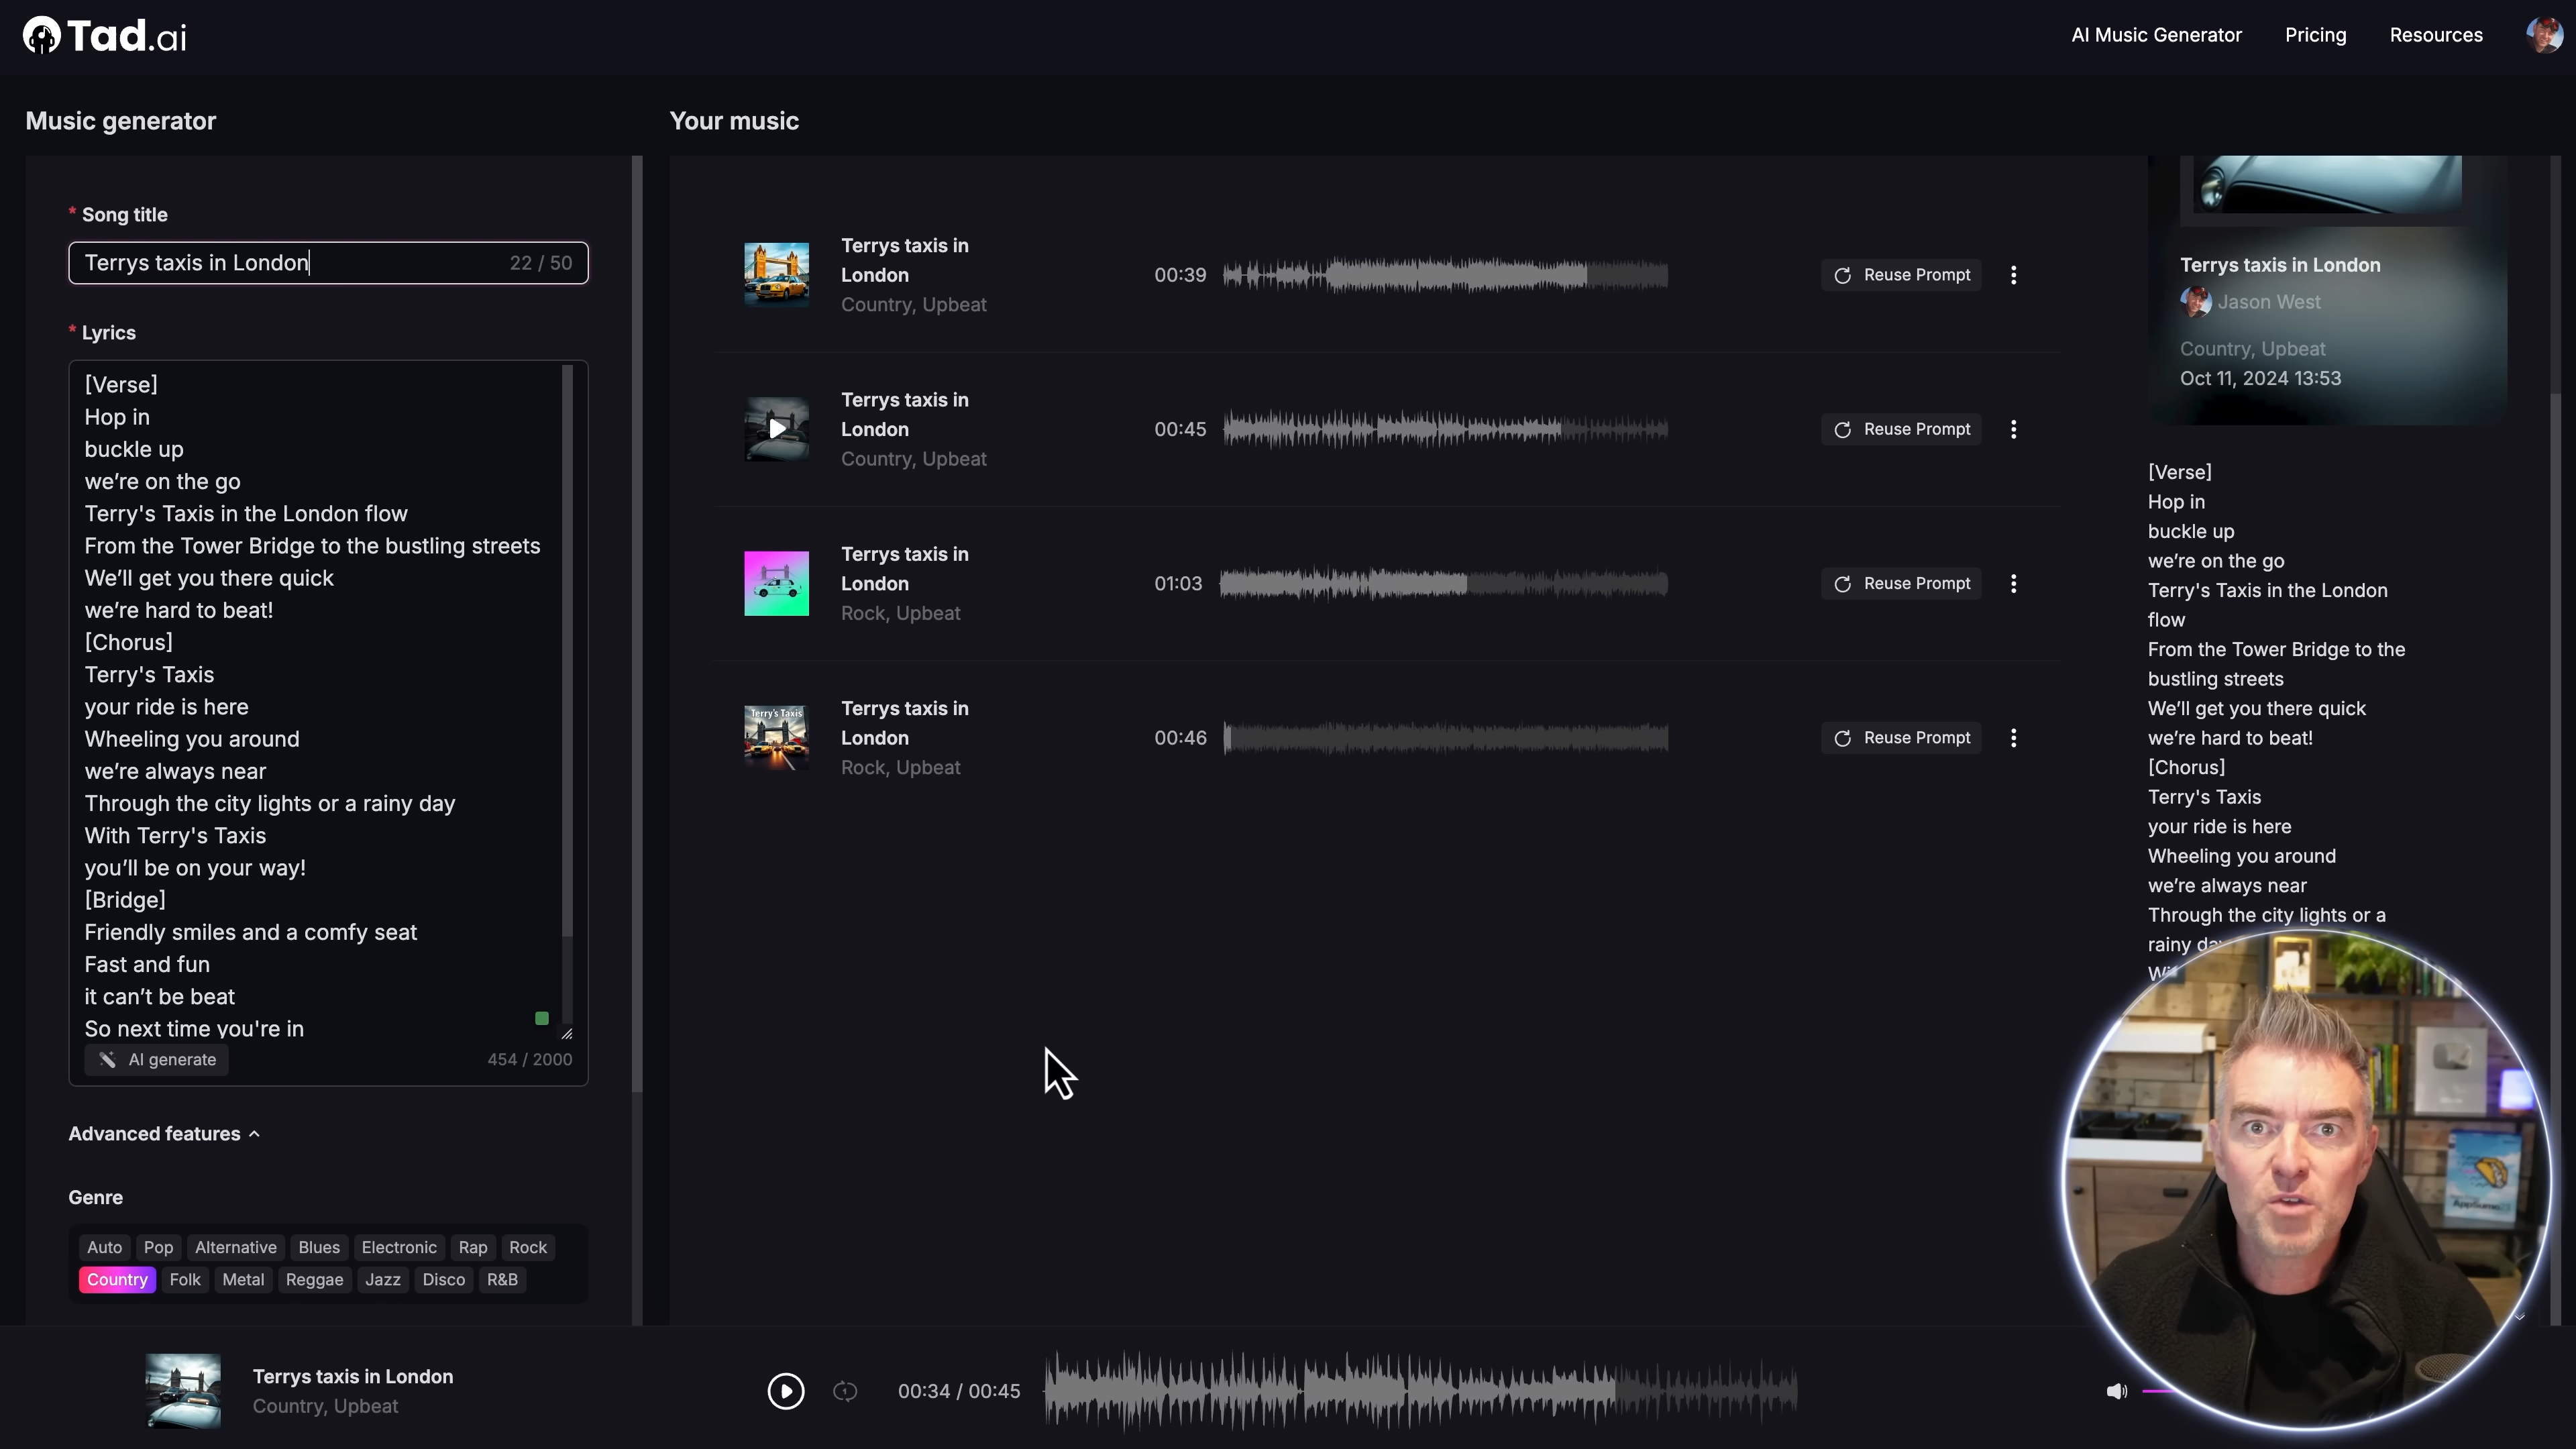 Tad.ai
AI Music Generator
Pricing
Resources
Music generator
* Song title
Terrys taxis in London
22 / 50
* Lyrics
[Verse]
Hop in
buckle up
we’re on the go
Terry's Taxis in the London flow
From the Tower Bridge to the bustling streets
We’ll get you there quick
we’re hard to beat!
[Chorus]
Terry's Taxis
your ride is here
Wheeling you around
we’re always near
Through the city lights or a rainy day
With Terry's Taxis
you’ll be on your way!
[Bridge]
Friendly smiles and a comfy seat
Fast and fun
it can’t be beat
So next time you're in
AI generate
454 / 2000
Advanced features
Genre
Auto Pop Alternative Blues Electronic Rap Rock
Country Folk Metal Reggae Jazz Disco R&B
Your music
Terrys taxis in
London
Country, Upbeat
00:39
Reuse Prompt
Terrys taxis in
London
Country, Upbeat
00:45
Reuse Prompt
Terrys taxis in
London
Rock, Upbeat
01:03
Reuse Prompt
Terry's Taxis
Terrys taxis in
London
Rock, Upbeat
00:46
Reuse Prompt
Terrys taxis in London
Jason West
Country, Upbeat
Oct 11, 2024 13:53
[Verse]
Hop in
buckle up
we’re on the go
Terry's Taxis in the London
flow
From the Tower Bridge to the
bustling streets
We’ll get you there quick
we’re hard to beat!
[Chorus]
Terry's Taxis
your ride is here
Wheeling you around
we’re always near
Through the city lights or a
rainy
AppSumo
Terrys taxis in London
Country, Upbeat
1
00:34 / 00:45